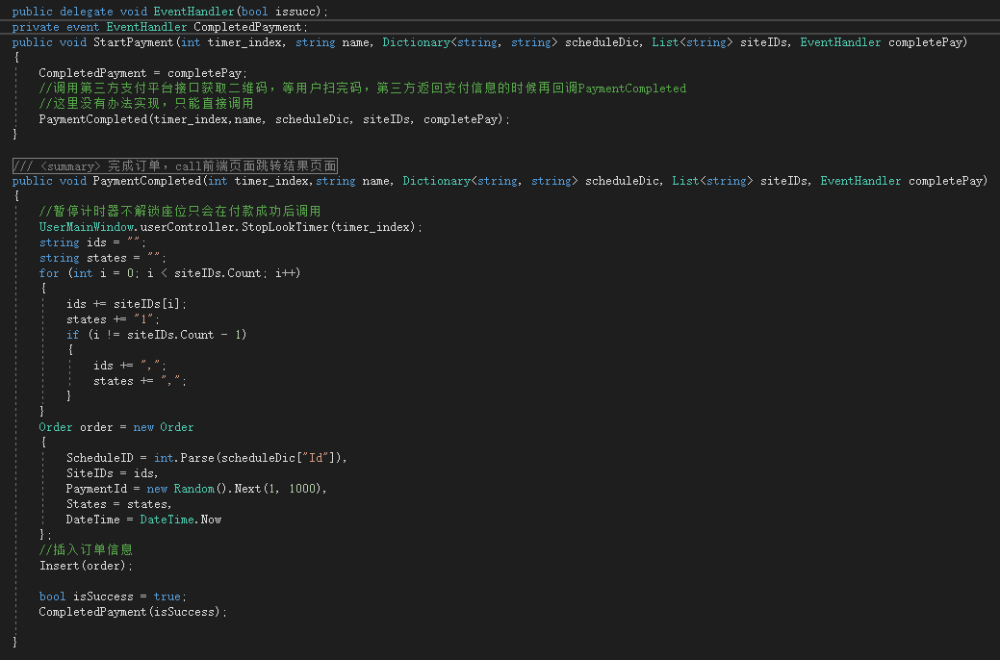 public delegate void EventHandler(bool issucc);
private event EventHandler CompletedPayment;
public void StartPayment(int timer_index, string name, Dictionary<string, string> scheduleDic, List<string> siteIDs, EventHandler completePay)
{
CompletedPayment = completePay;
//调用第三方支付平台接口获取二维码，等用户扫完码，第三方返回支付信息的时候再回调PaymentCompleted
//这里没有办法实现，只能直接调用
PaymentCompleted(timer_index,name, scheduleDic, siteIDs, completePay);
}
/// <summary> 完成订单，call前端页面跳转结果页面
public void PaymentCompleted(int timer_index,string name, Dictionary<string, string> scheduleDic, List<string> siteIDs, EventHandler completePay)
{
//暂停计时器不解锁座位只会在付款成功后调用
UserMainWindow.userController.StopLookTimer(timer_index);
string ids = "";
string states = "";
for (int i = 0; i < siteIDs.Count; i++)
{
ids += siteIDs[i];
states += "1";
if (i != siteIDs.Count - 1)
{
ids += ",";
states += ",";
}
}
Order order = new Order
{
ScheduleID = int.Parse(scheduleDic["Id"]),
SiteIDs = ids,
PaymentId = new Random().Next(1, 1000),
States = states,
DateTime = DateTime.Now
};
//插入订单信息
Insert(order);
bool isSuccess = true;
CompletedPayment(isSuccess);
}